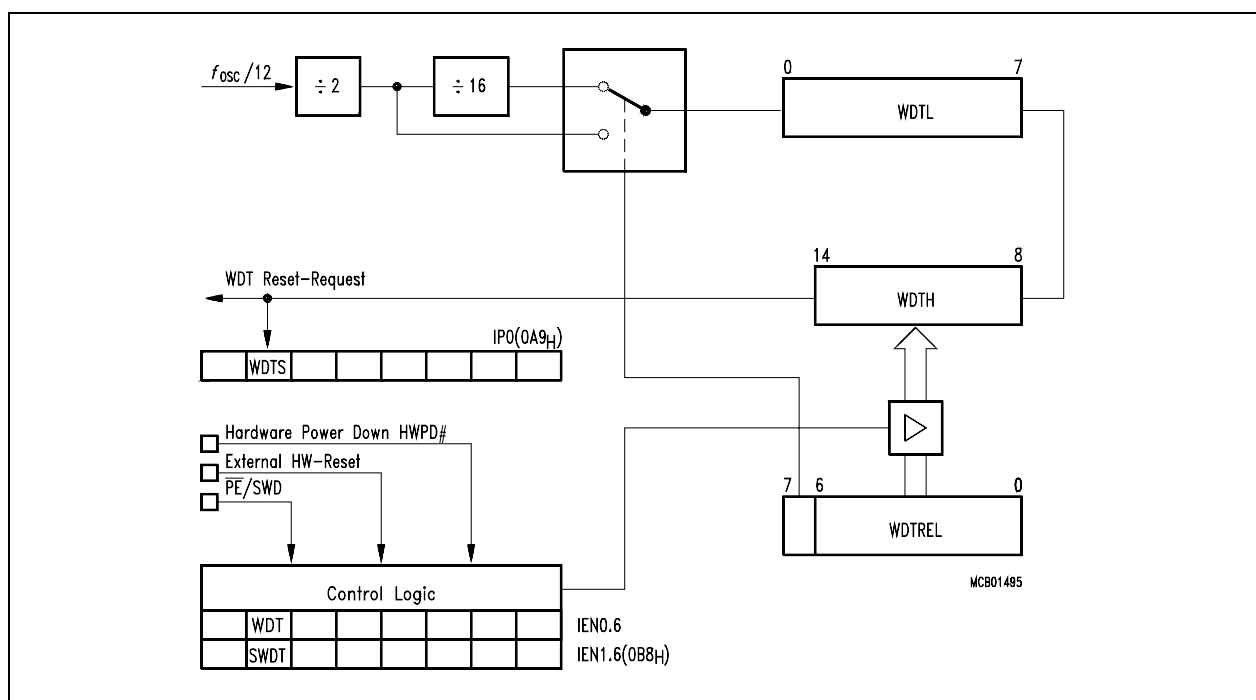 fOSC/12
÷ 2
÷ 16
0 7
WDTL
14 8
WDTH
WDT Reset-Request
IP0(0A9H)
WDTS
Hardware Power Down HWPD#
External HW-Reset
PE/SWD
7 6 0
WDTREL
MCB01495
Control Logic
WDT
IEN0.6
SWDT
IEN1.6(0B8H)